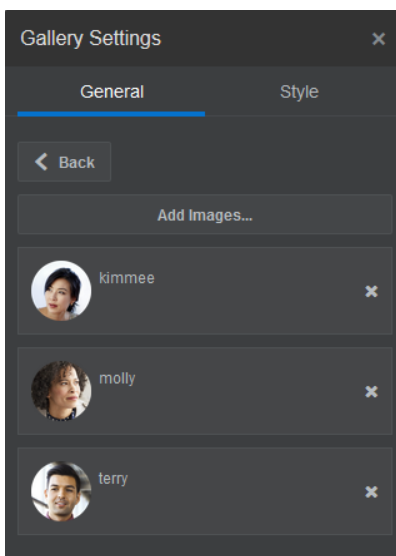 Gallery Settings
General Style
Back
Add Images...
kimmee
molly
terry